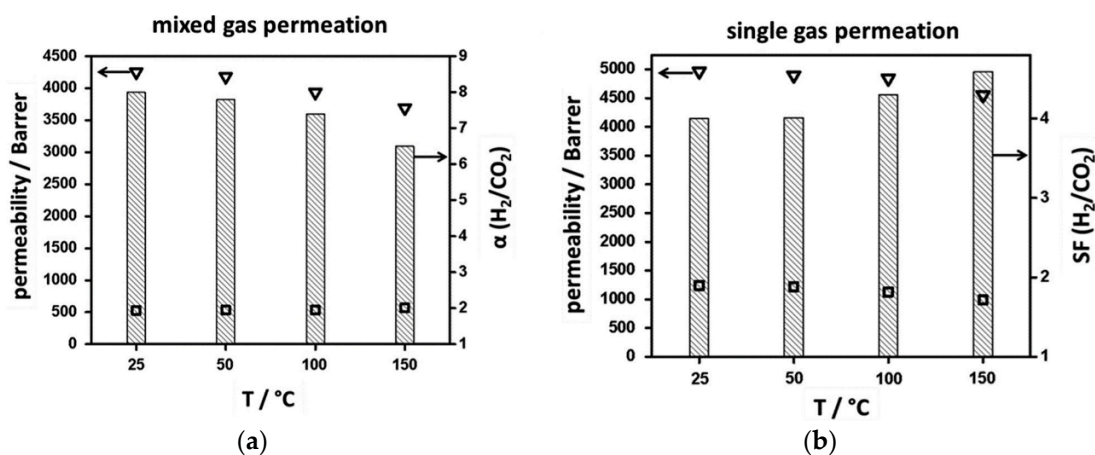 mixed gas permeation
4500
4000
3500
3000
2500
2000
1500
1000
500
0
permeability / Barrer
9
8
7
6
5
4
3
2
1
α (H₂/CO₂)
25 50 100 150
T / °C
(a)
single gas permeation
5000
4500
4000
3500
3000
2500
2000
1500
1000
500
0
permeability / Barrer
4
3
2
1
SF (H₂/CO₂)
25 50 100 150
T / °C
(b)